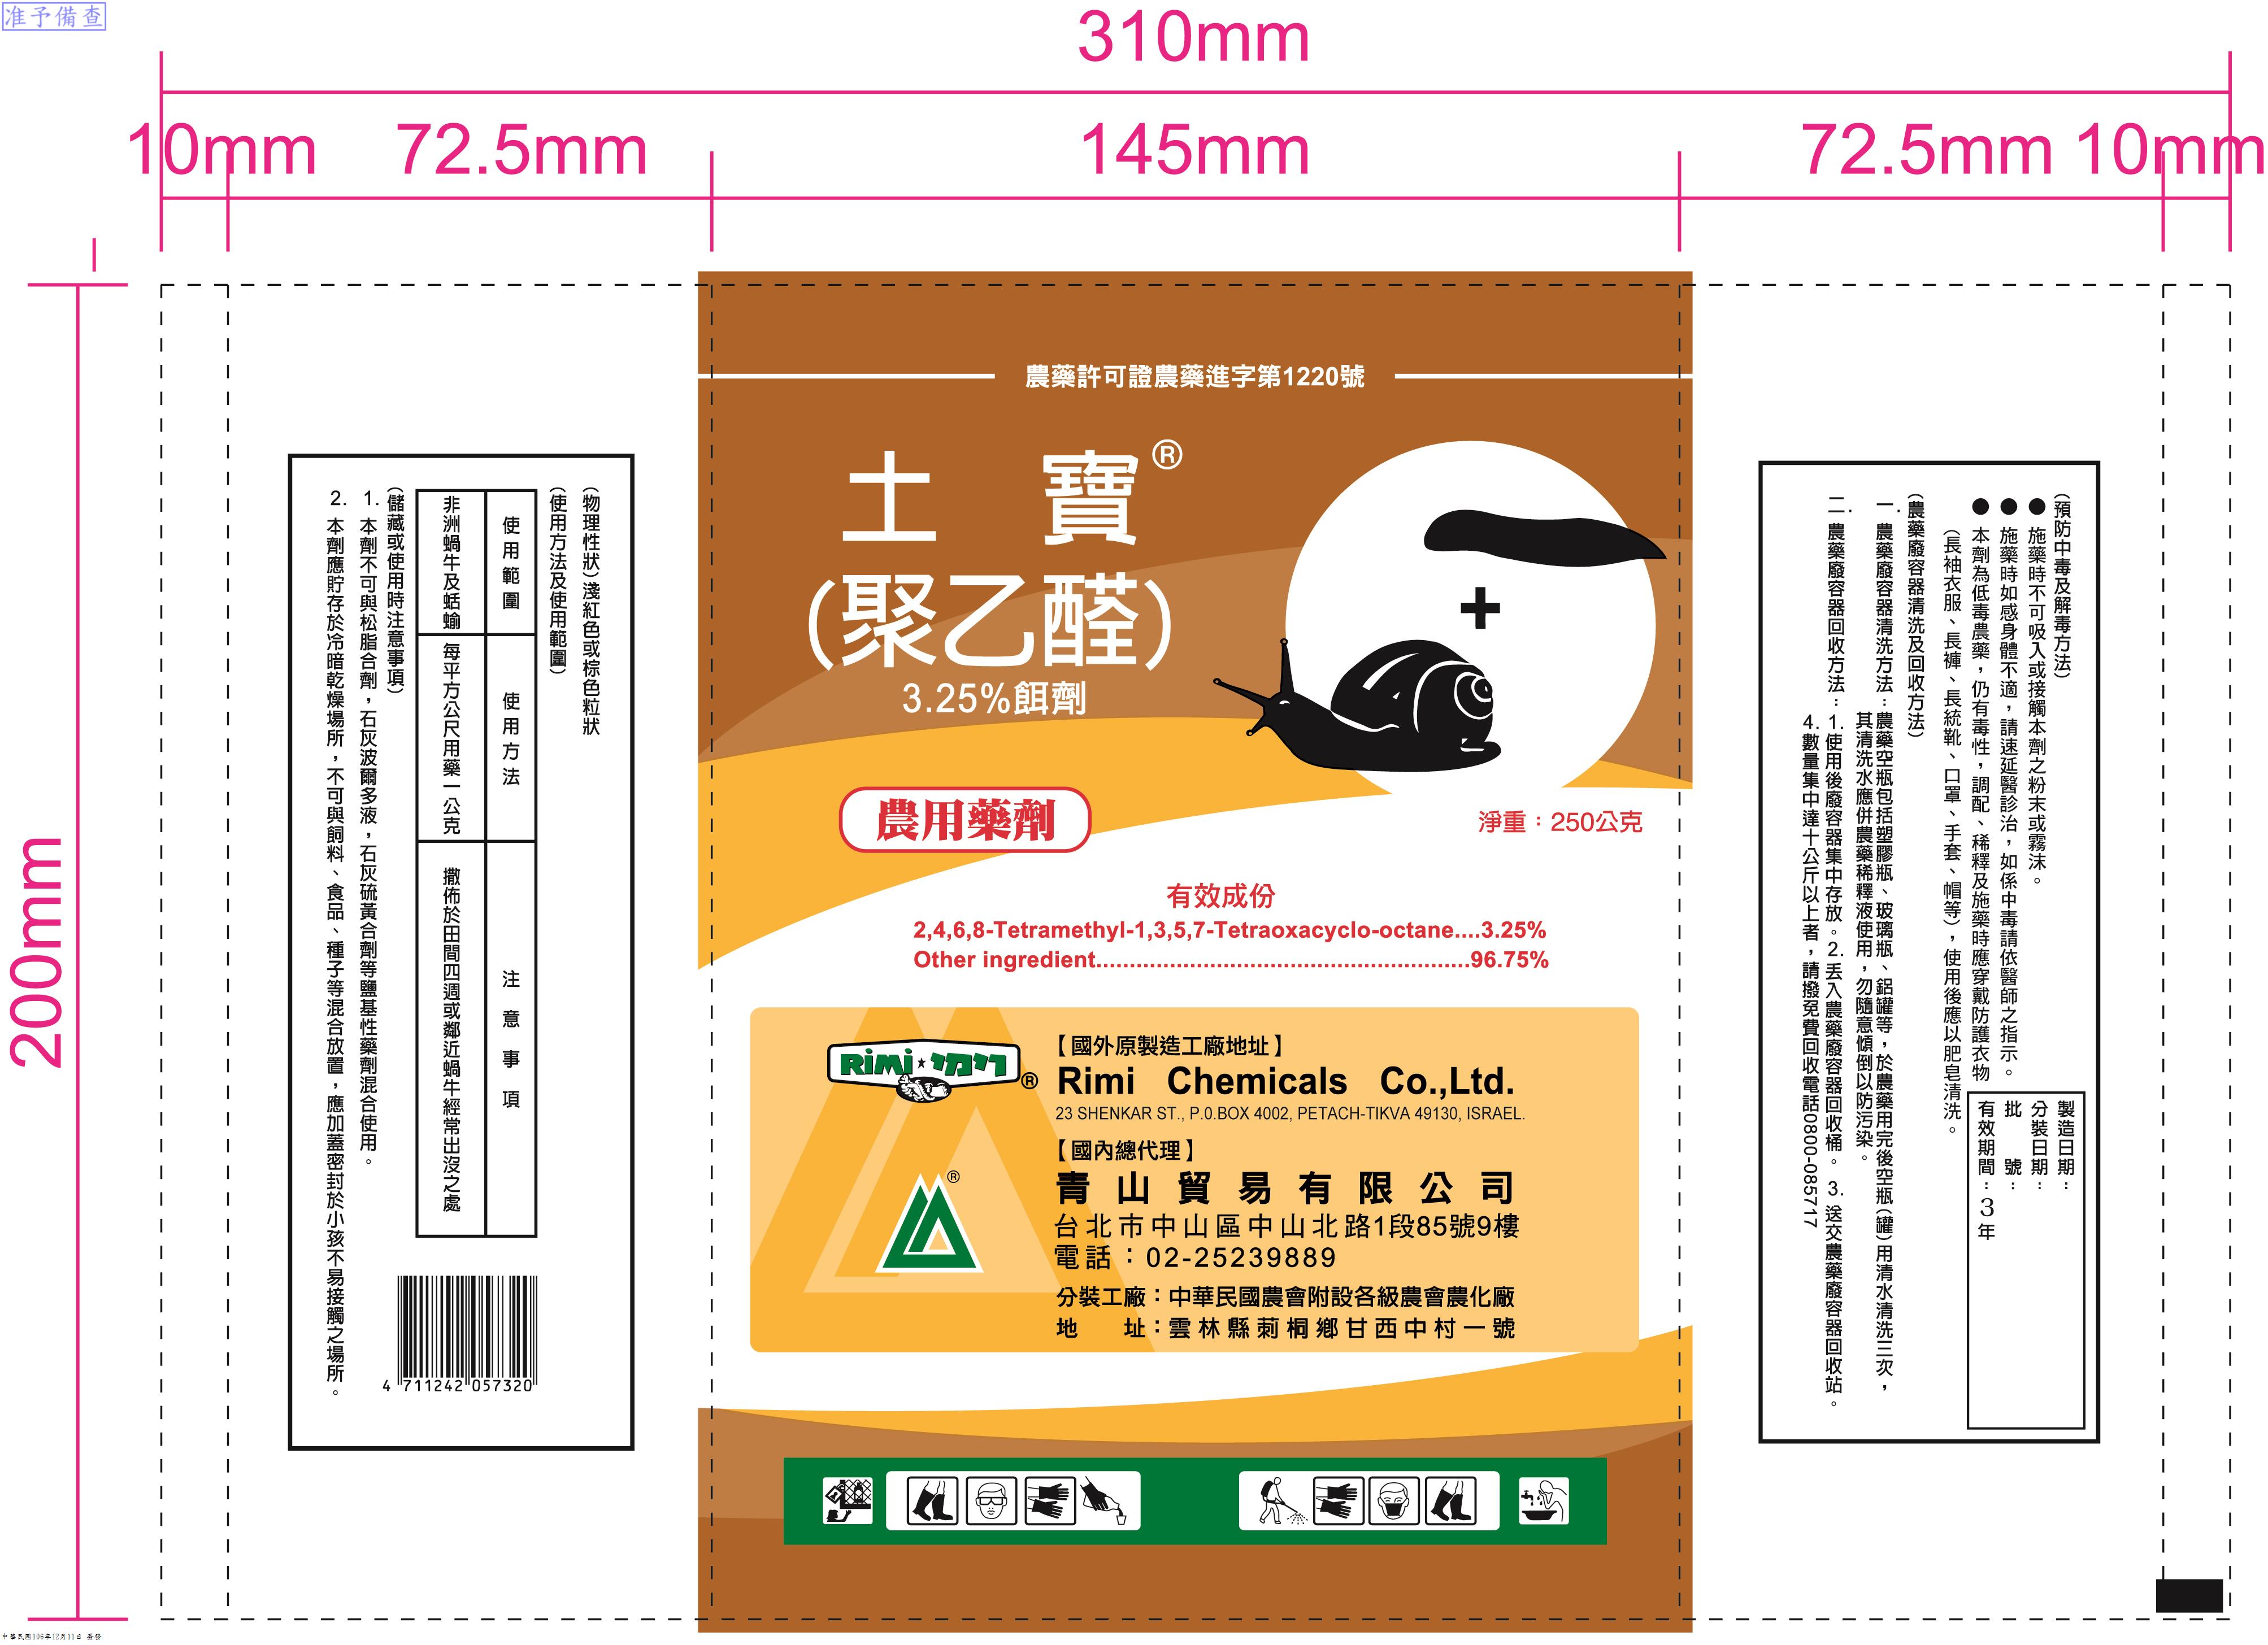 准予備查
310mm
10mm
72.5mm
145mm
72.5mm
10mm
200mm
(物理性狀)淺紅色或棕色粒狀
(使用方法及使用範圍)
使用範圍
使用方法
注意事項
非洲蝸牛及蛞蝓
每平方公尺用藥一公克
撒佈於田間四週或鄰近蝸牛經常出沒之處
(儲藏或使用時注意事項)
1. 本劑不可與松脂合劑，石灰波爾多液，石灰硫黃合劑等鹽基性藥劑混合使用。
2. 本劑應貯存於冷暗乾燥場所，不可與飼料、食品、種子等混合放置，應加蓋密封於小孩不易接觸之場所。
4 711242 057320
農藥許可證農藥進字第1220號
土 寶®
(聚乙醛)
3.25%餌劑
+
農用藥劑
淨重：250公克
有效成份
2,4,6,8-Tetramethyl-1,3,5,7-Tetraoxacyclo-octane....3.25%
Other ingredient........................................................96.75%
RiMi ★ רימי ®
【國外原製造工廠地址】
Rimi Chemicals Co.,Ltd.
23 SHENKAR ST., P.0.BOX 4002, PETACH-TIKVA 49130, ISRAEL.
【國內總代理】
®
青山貿易有限公司
台北市中山區中山北路1段85號9樓
電話：02-25239889
分裝工廠：中華民國農會附設各級農會農化廠
地 址：雲林縣莿桐鄉甘西中村一號
(預防中毒及解毒方法)
● 施藥時不可吸入或接觸本劑之粉末或霧沫。
● 施藥時如感身體不適，請速延醫診治，如係中毒請依醫師之指示。
● 本劑為低毒農藥，仍有毒性，調配、稀釋及施藥時應穿戴防護衣物
(長袖衣服、長褲、長統靴、口罩、手套、帽等)，使用後應以肥皂清洗。
(農藥廢容器清洗及回收方法)
一. 農藥廢容器清洗方法：農藥空瓶包括塑膠瓶、玻璃瓶、鋁罐等，於農藥用完後空瓶(罐)用清水清洗三次，
其清洗水應併農藥稀釋液使用，勿隨意傾倒以防污染。
二. 農藥廢容器回收方法：1. 使用後廢容器集中存放。2. 丟入農藥廢容器回收桶。 3. 送交農藥廢容器回收站。
4. 數量集中達十公斤以上者，請撥免費回收電話0800-085717
製造日期：
分裝日期：
批 號：
有效期間：3年
中華民國106年12月11日 簽發